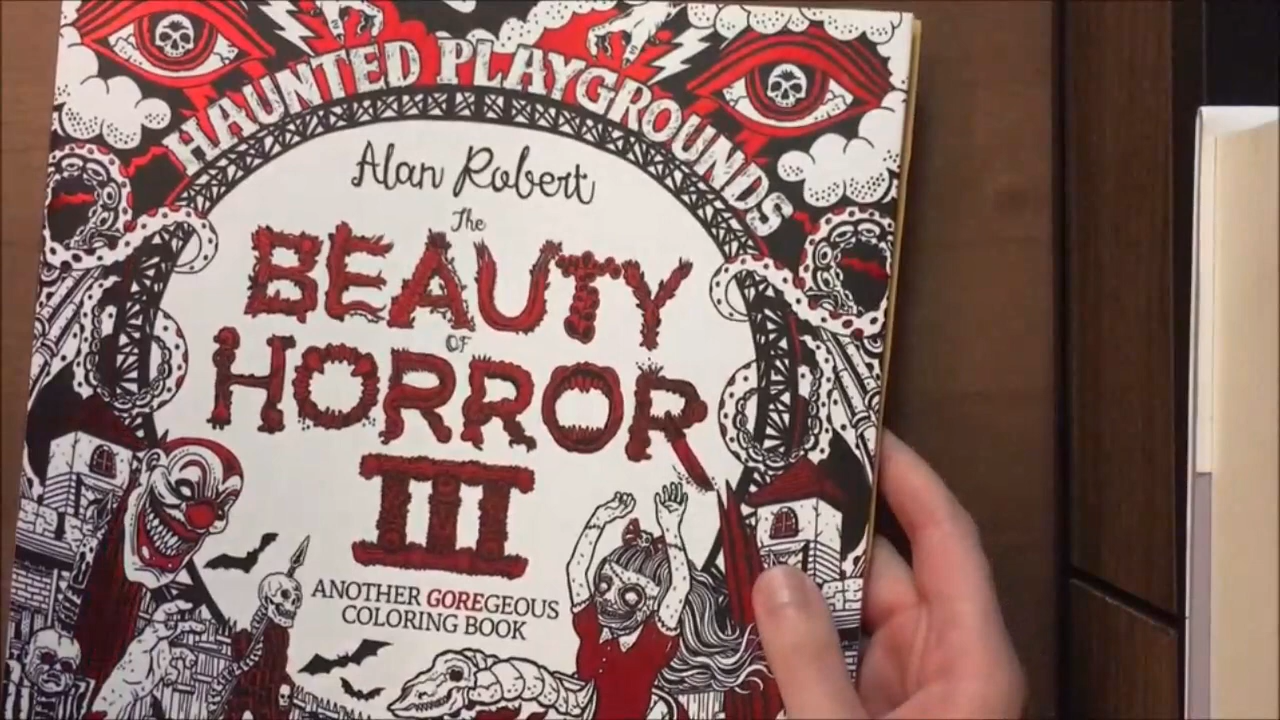 HAUNTED PLAYGROUNDS
Alan Robert
The
BEAUTY
OF
HORROR
III
ANOTHER GOREGEOUS
COLORING BOOK